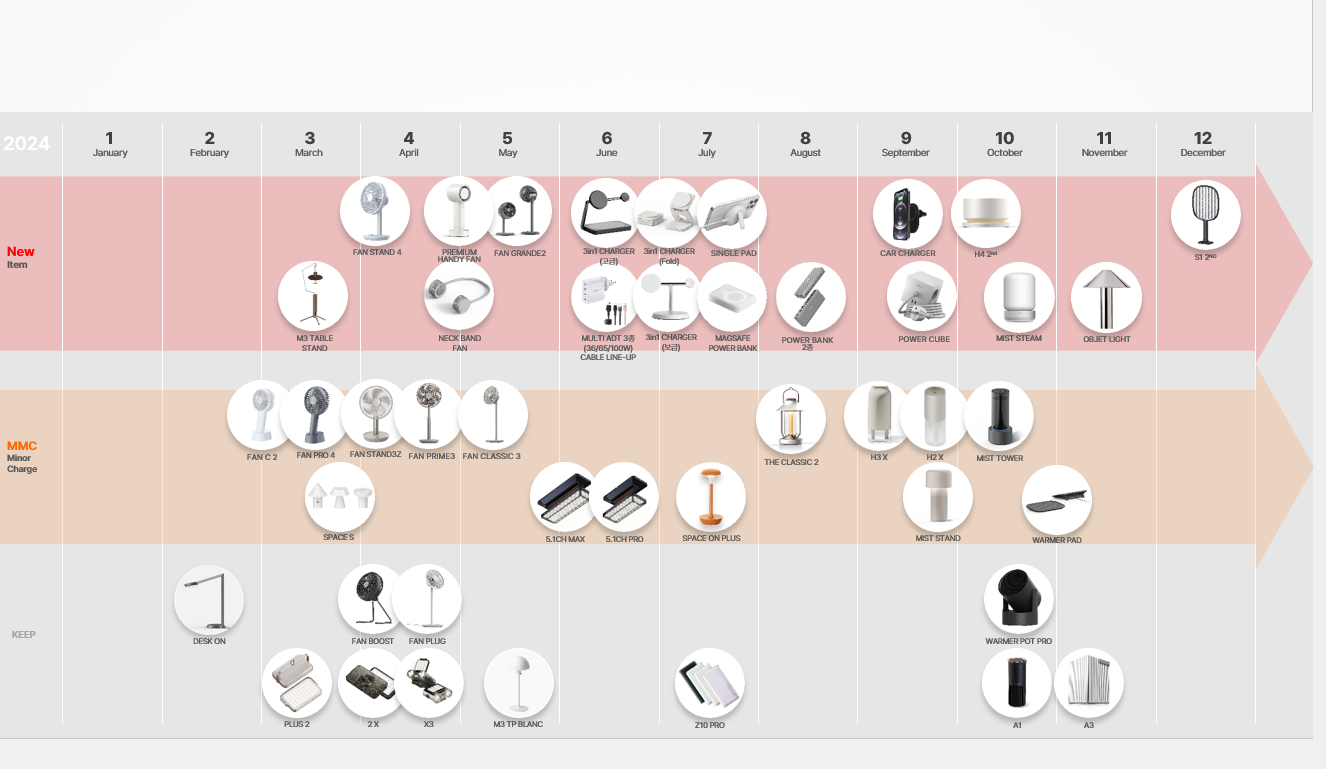 2024
1
January
2
February
3
March
4
April
5
May
6
June
7
July
8
August
9
September
10
October
11
November
12
December
New
Item
FAN STAND 4
PREMIUM
HANDY FAN
FAN GRANDE2
3in1 CHARGER
(고급)
3in1 CHARGER
(Fold)
SINGLE PAD
CAR CHARGER
H4 2ND
S1 2ND
M3 TABLE
STAND
NECK BAND
FAN
MULTI ADT 3종
(36/65/100W)
CABLE LINE-UP
3in1 CHARGER
(보급)
MAGSAFE
POWER BANK
POWER BANK
2종
POWER CUBE
MIST STEAM
OBJET LIGHT
MMC
Minor
Charge
FAN C 2
FAN PRO 4
FAN STAND3Z
FAN PRIME3
FAN CLASSIC 3
THE CLASSIC 2
H3 X
H2 X
MIST TOWER
SPACE S
5.1CH MAX
5.1CH PRO
SPACE ON PLUS
MIST STAND
WARMER PAD
KEEP
DESK ON
FAN BOOST
FAN PLUG
WARMER POT PRO
PLUS 2
2 X
X3
M3 TP BLANC
Z10 PRO
A1
A3